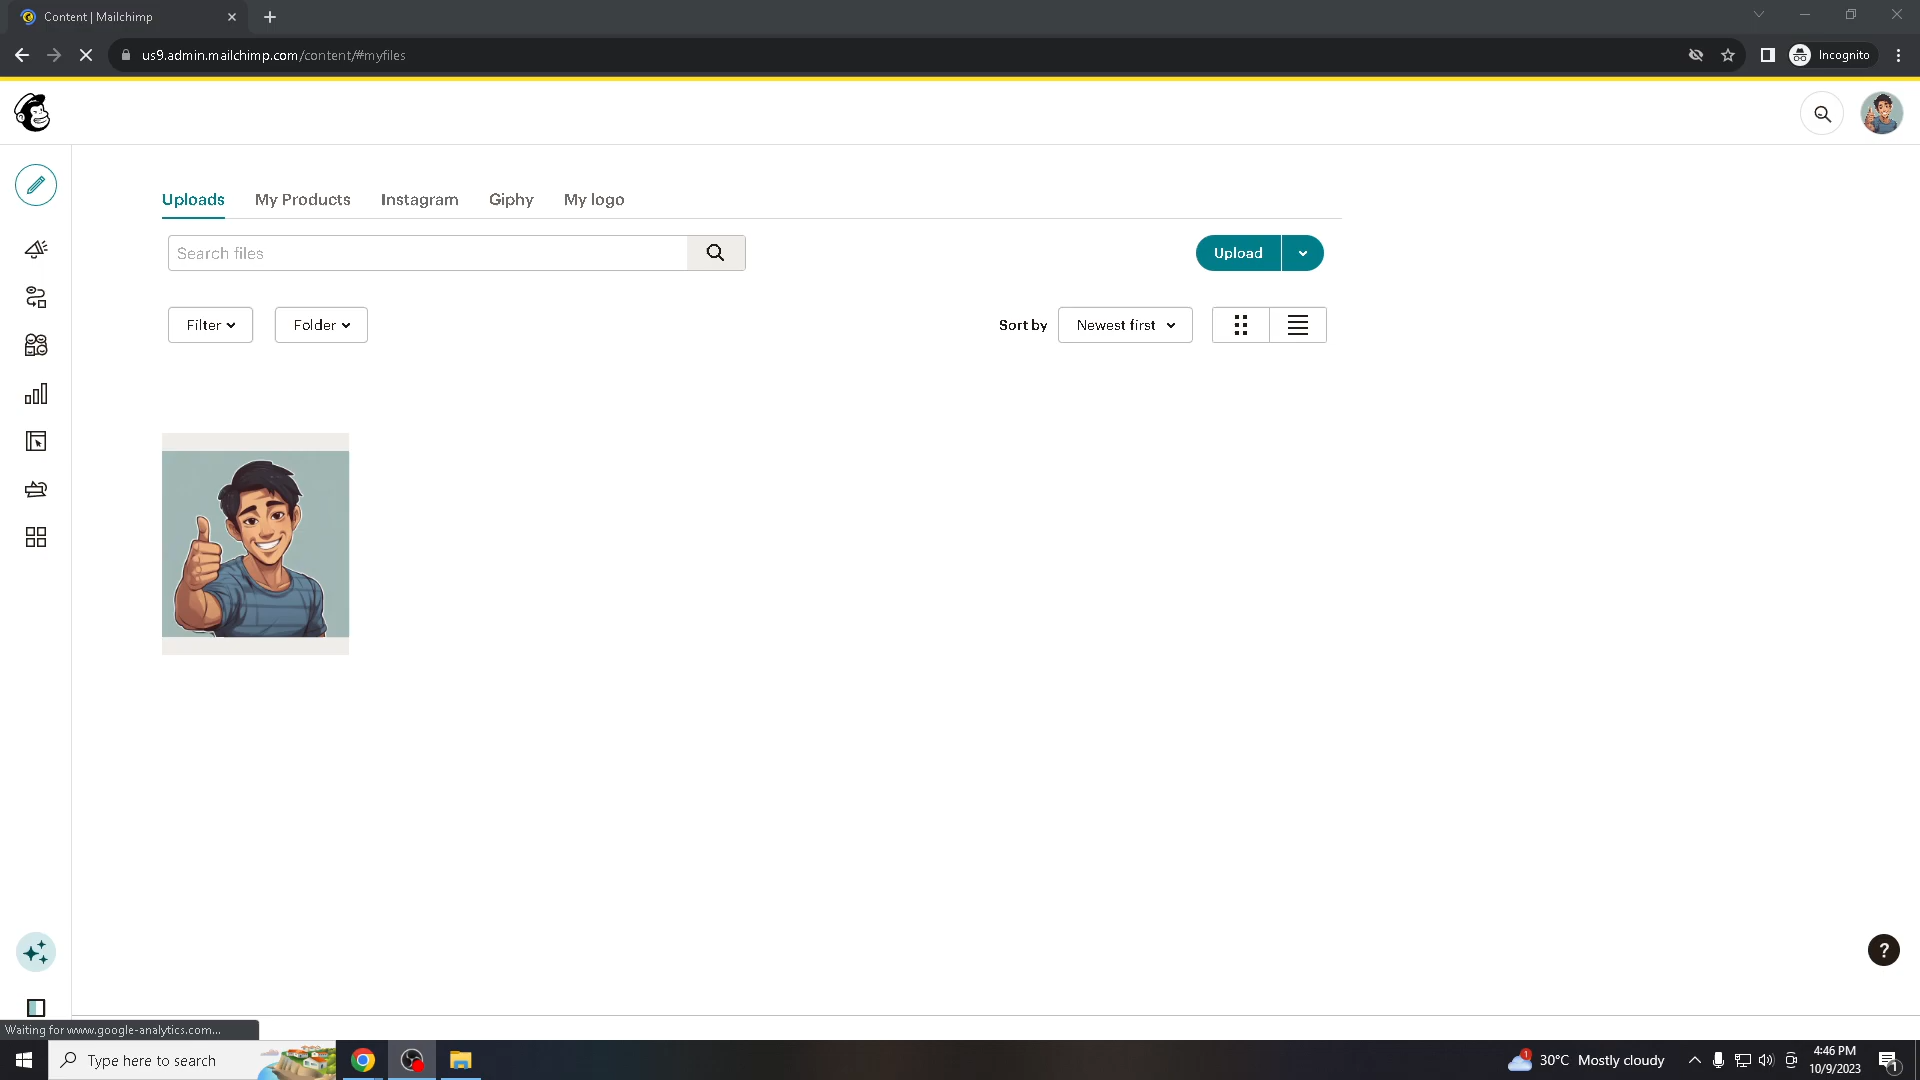 Content | Mailchimp
us9.admin.mailchimp.com/content/#myfiles
Incognito
Uploads My Products Instagram Giphy My logo
Search files
Upload
Filter Folder Sort by Newest first
?
Waiting for www.google-analytics.com...
Type here to search
1
30°C Mostly cloudy
4:46 PM
10/9/2023
1